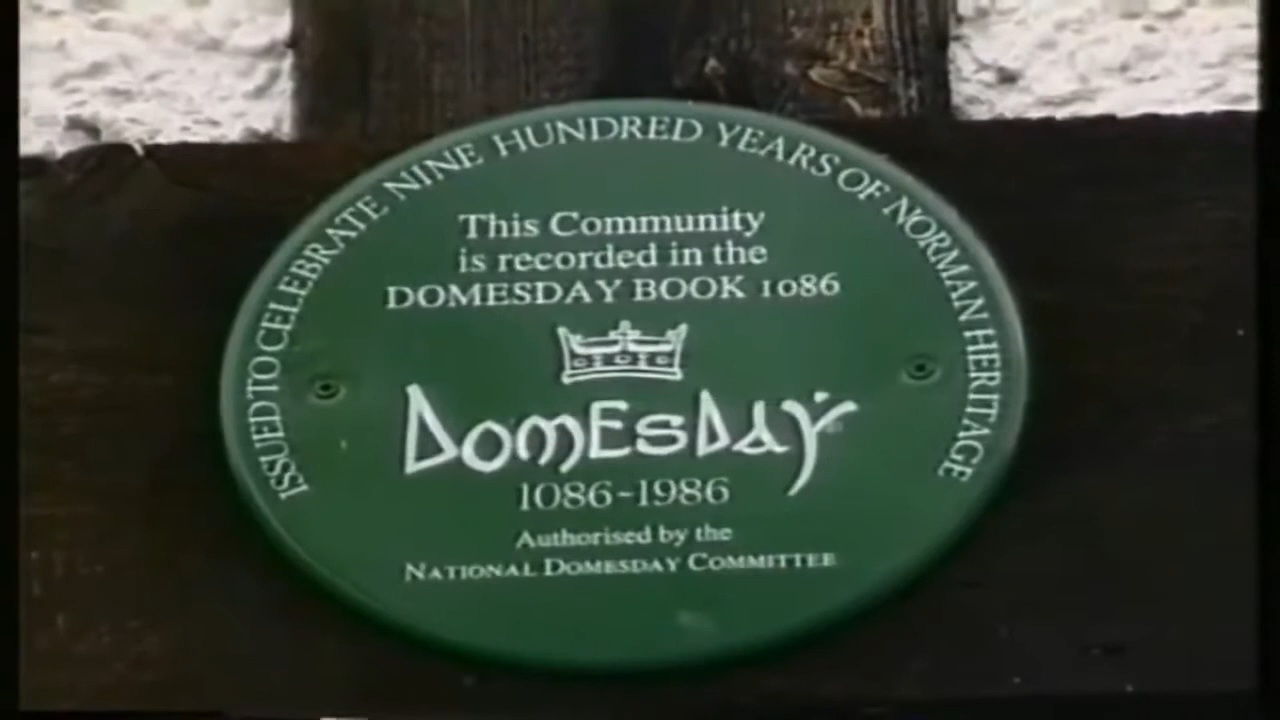 ISSUED TO CELEBRATE NINE HUNDRED YEARS OF NORMAN HERITAGE
This Community
is recorded in the
DOMESDAY BOOK 1086
DOMESDAY
1086-1986
Authorised by the
NATIONAL DOMESDAY COMMITTEE